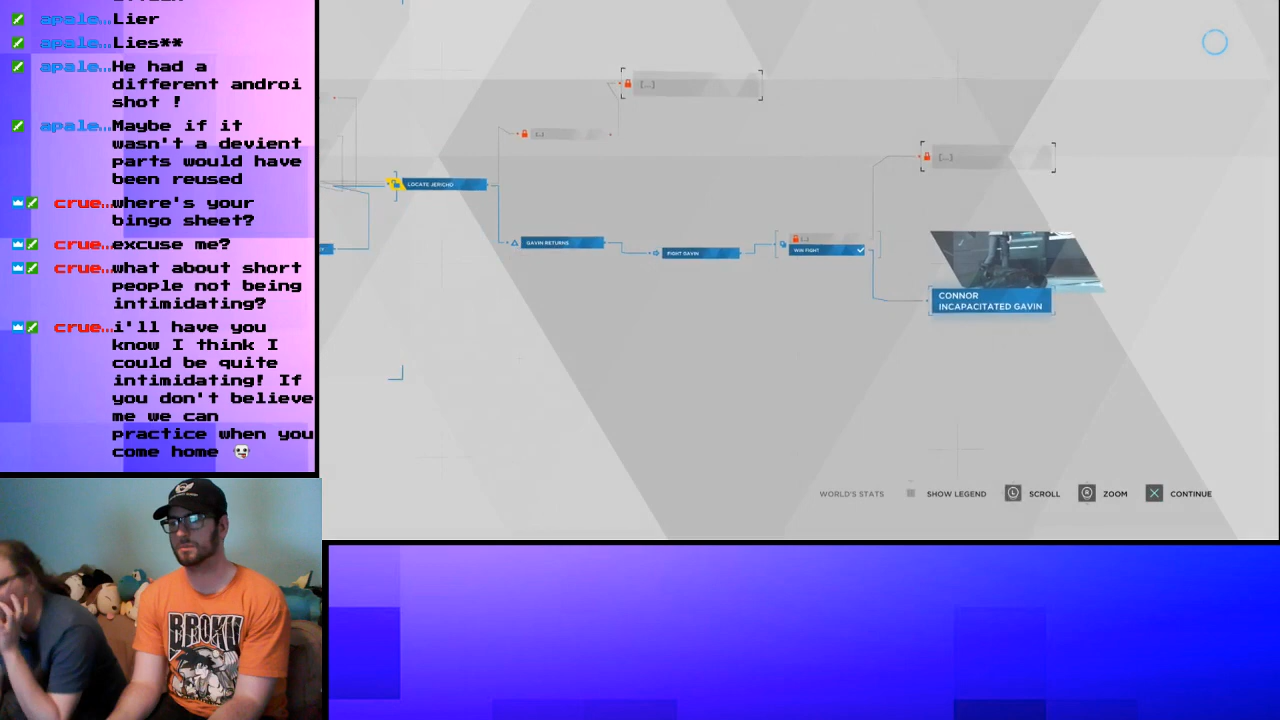 apale...Lier
apale...Lies**
apale...He had a
different androi
shot !
apale...Maybe if it
wasn't a devient
parts would have
been reused
crue...where's your
bingo sheet?
crue...excuse me?
crue...what about short
people not being
intimidating?
crue...i'll have you
know I think I
could be quite
intimidating! If
you don't believe
me we can
practice when you
come home
[...]
[...]
LOCATE JERICHO
[...]
GAVIN RETURNS
FIGHT GAVIN
[...]
WIN FIGHT
CONNOR
INCAPACITATED GAVIN
WORLD'S STATS
SHOW LEGEND
L
SCROLL
R
ZOOM
CONTINUE
BROKU